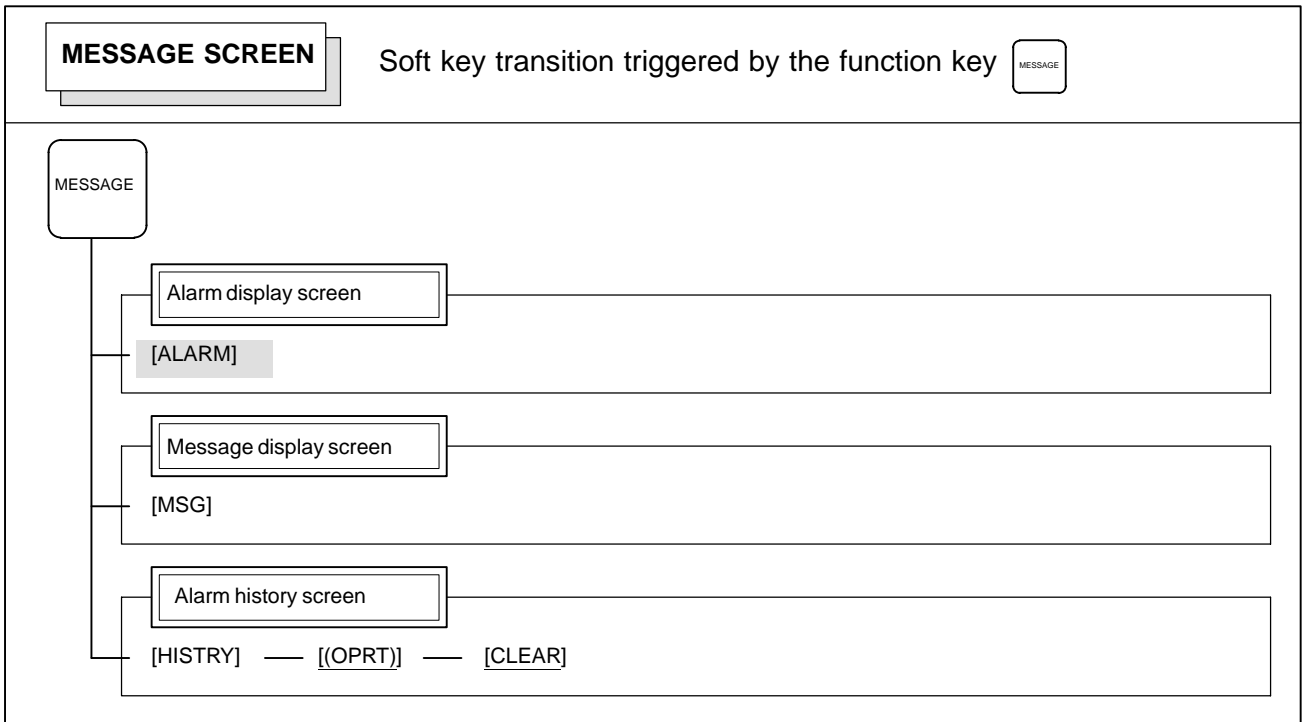 MESSAGE SCREEN
Soft key transition triggered by the function key MESSAGE
MESSAGE
Alarm display screen
[ALARM]
Message display screen
[MSG]
Alarm history screen
[HISTRY] [(OPRT)] [CLEAR]